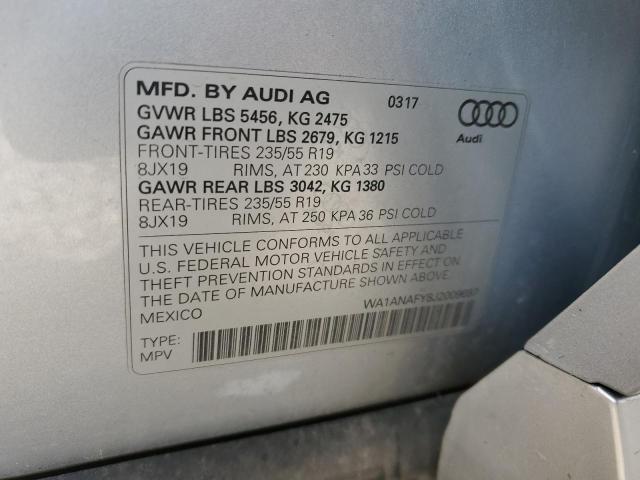 MFD. BY AUDI AG 0317
GVWR LBS 5456, KG 2475
GAWR FRONT LBS 2679, KG 1215
FRONT-TIRES 235/55 R19
8JX19 RIMS, AT 230 KPA 33 PSI COLD
GAWR REAR LBS 3042, KG 1380
REAR-TIRES 235/55 R19
8JX19 RIMS, AT 250 KPA 36 PSI COLD
Audi
THIS VEHICLE CONFORMS TO ALL APPLICABLE
U.S. FEDERAL MOTOR VEHICLE SAFETY AND
THEFT PREVENTION STANDARDS IN EFFECT ON
THE DATE OF MANUFACTURE SHOWN ABOVE.
MEXICO
WA1ANAFY8J2009697
TYPE:
MPV